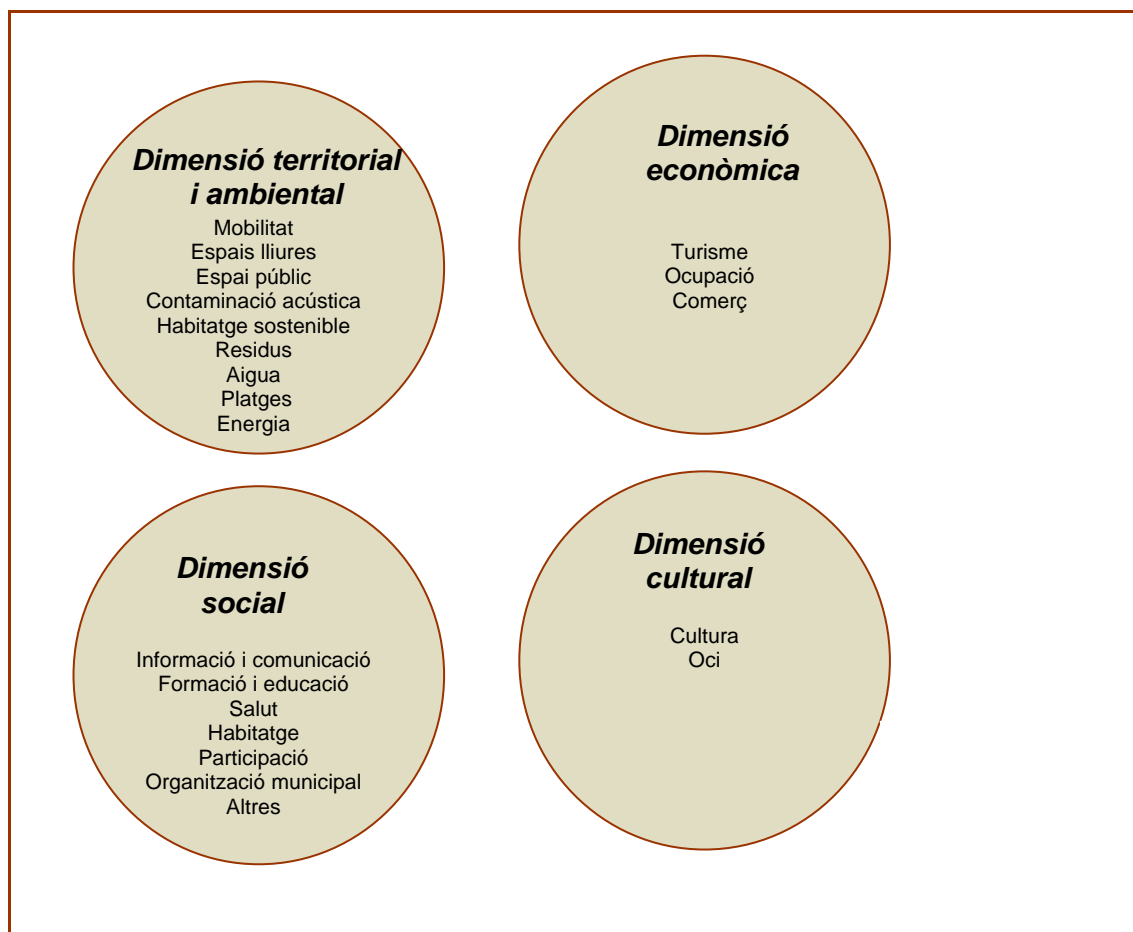 Dimensió territorial
i ambiental
Mobilitat
Espais lliures
Espai públic
Contaminació acústica
Habitatge sostenible
Residus
Aigua
Platges
Energia
Dimensió
econòmica
Turisme
Ocupació
Comerç
Dimensió
social
Informació i comunicació
Formació i educació
Salut
Habitatge
Participació
Organització municipal
Altres
Dimensió
cultural
Cultura
Oci